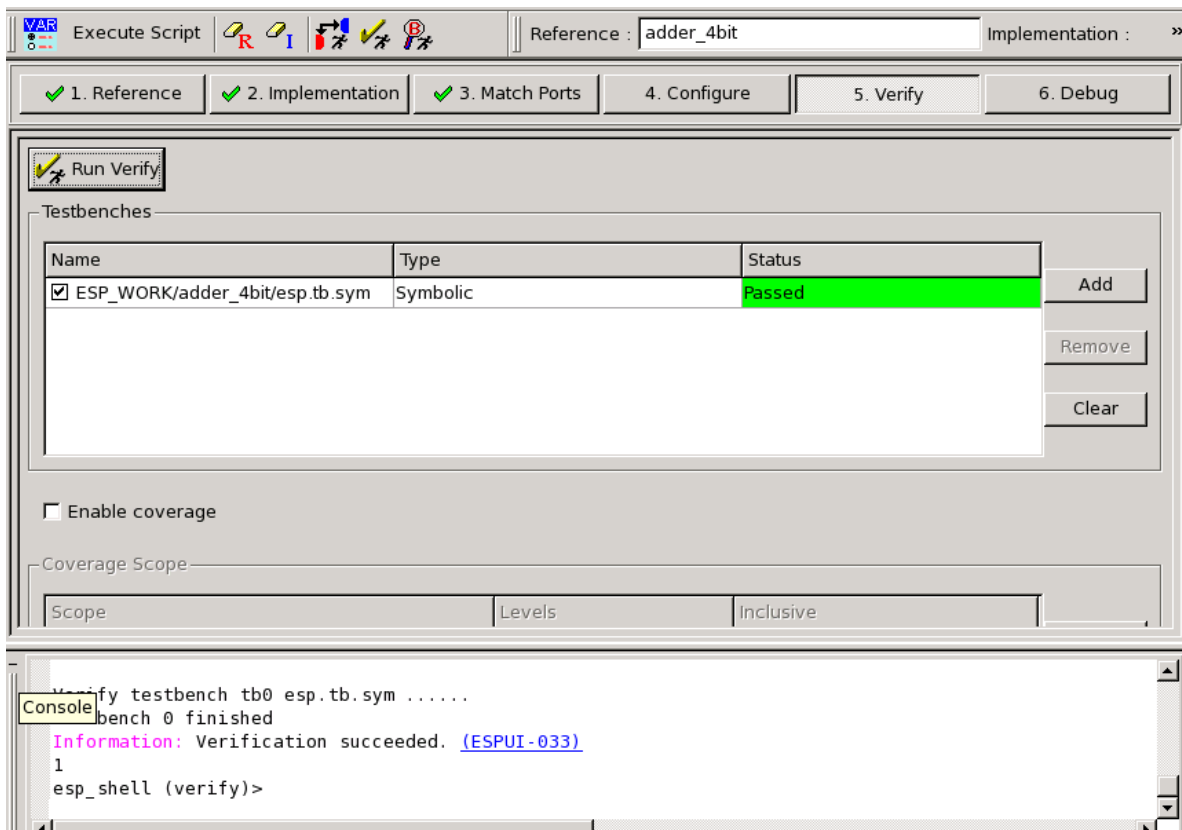 VAR Execute Script R I B Reference : adder_4bit Implementation : »
1. Reference 2. Implementation 3. Match Ports 4. Configure 5. Verify 6. Debug
Run Verify
Testbenches
Name Type Status
ESP_WORK/adder_4bit/esp.tb.sym Symbolic Passed
Add
Remove
Clear
Enable coverage
Coverage Scope
Scope Levels Inclusive
fy testbench tb0 esp.tb.sym ......
Console
bench 0 finished
Information: Verification succeeded. (ESPUI-033)
1
esp_shell (verify)>